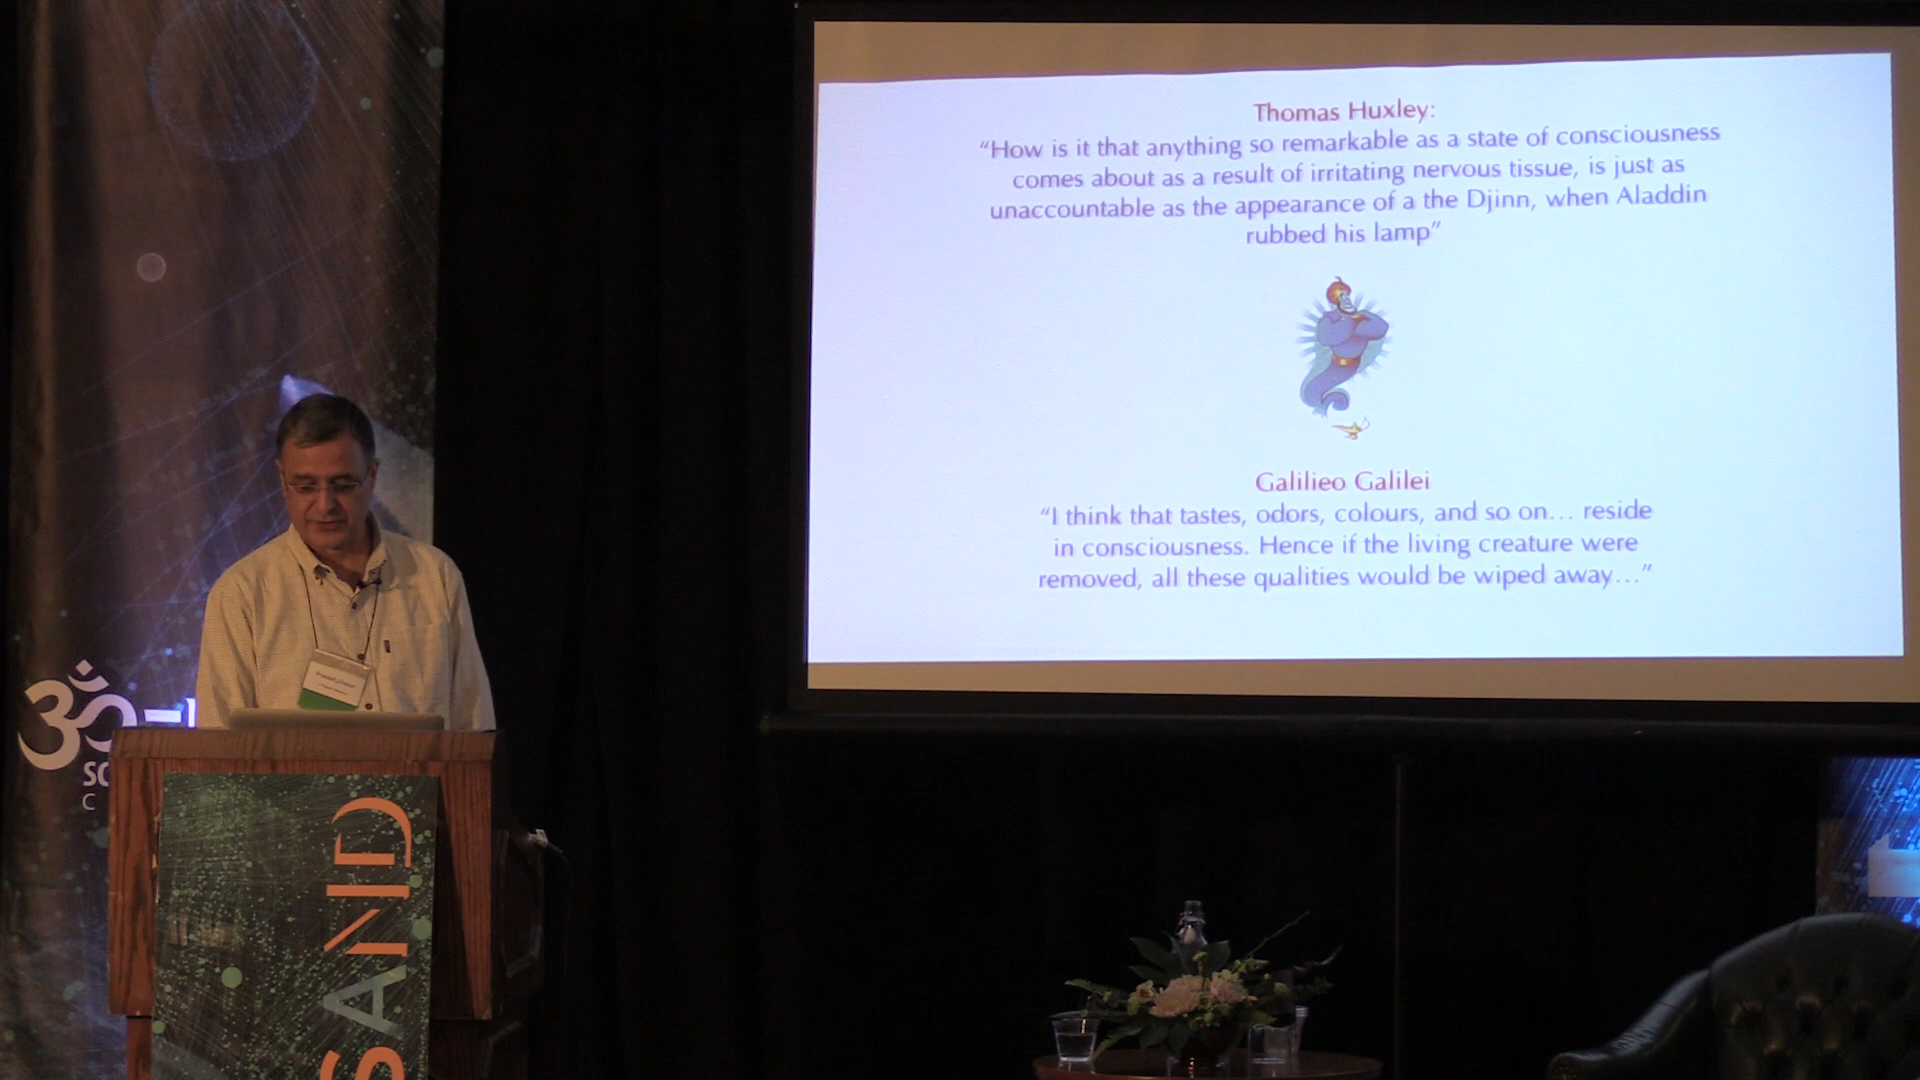 Thomas Huxley:
“How is it that anything so remarkable as a state of consciousness
comes about as a result of irritating nervous tissue, is just as
unaccountable as the appearance of a the Djinn, when Aladdin
rubbed his lamp”
Galilieo Galilei
“I think that tastes, odors, colours, and so on… reside
in consciousness. Hence if the living creature were
removed, all these qualities would be wiped away…”
ॐ
SC
C
SAND